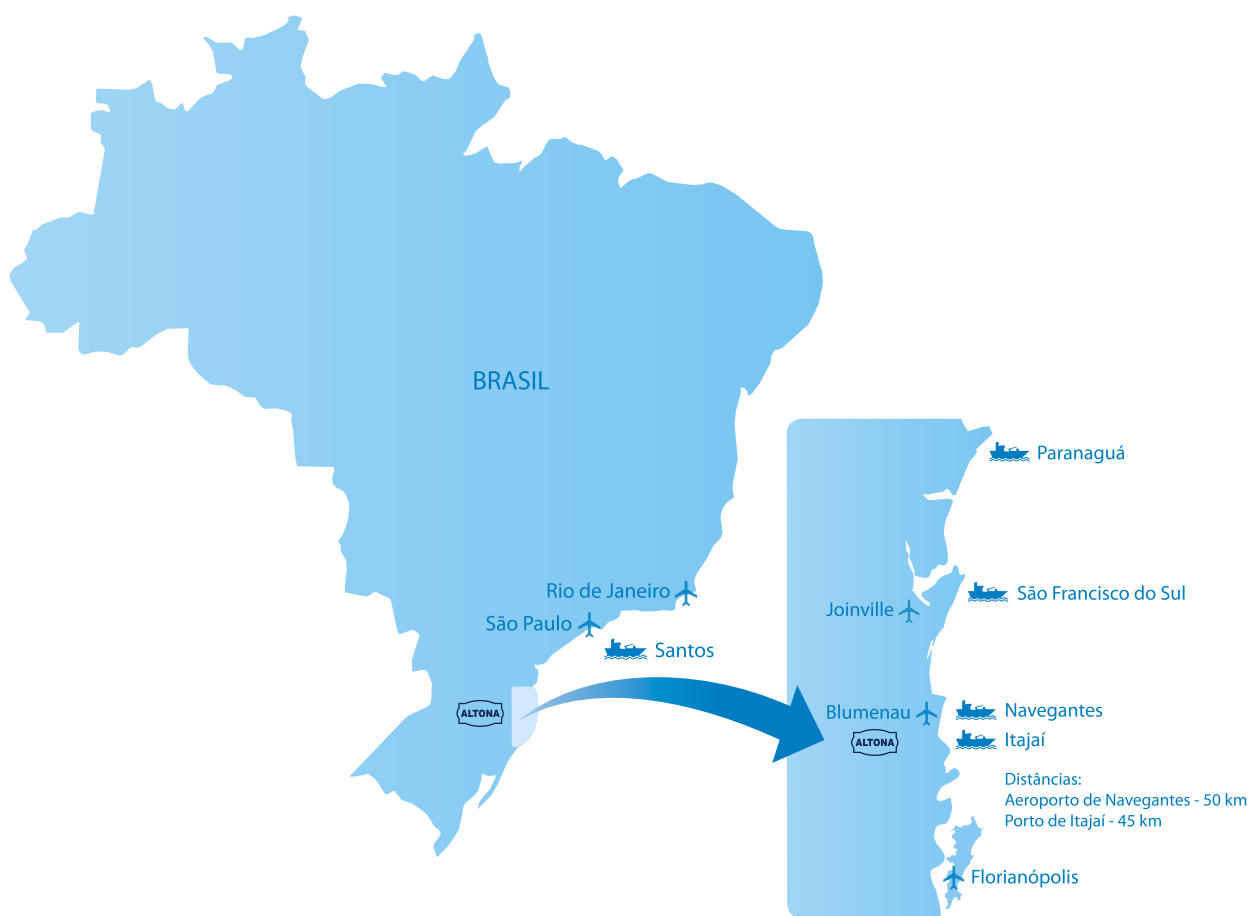 BRASIL
Rio de Janeiro
São Paulo
Santos
ALTONA
Paranaguá
São Francisco do Sul
Joinville
Blumenau
ALTONA
Navegantes
Itajaí
Distâncias:
Aeroporto de Navegantes - 50 km
Porto de Itajaí - 45 km
Florianópolis